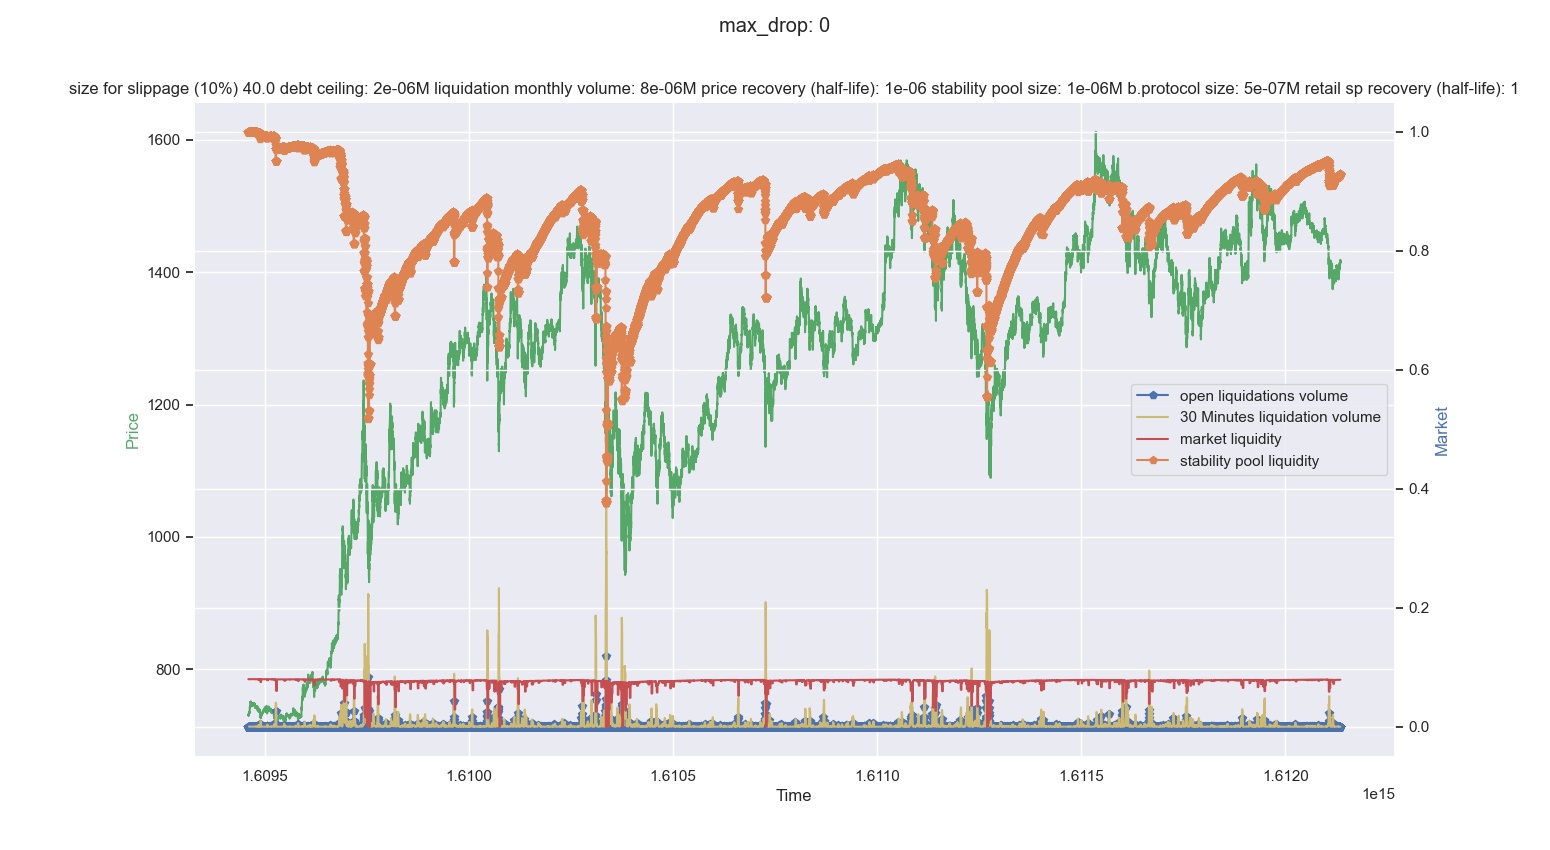 max_drop: 0
size for slippage (10%) 40.0 debt ceiling: 2e-06M liquidation monthly volume: 8e-06M price recovery (half-life): 1e-06 stability pool size: 1e-06M b.protocol size: 5e-07M retail sp recovery (half-life): 1
1600
1400
1200
1000
800
Price
1.0
0.8
0.6
0.4
0.2
0.0
Market
open liquidations volume
30 Minutes liquidation volume
market liquidity
stability pool liquidity
1.6095 1.6100 1.6105 1.6110 1.6115 1.6120
Time
1e15